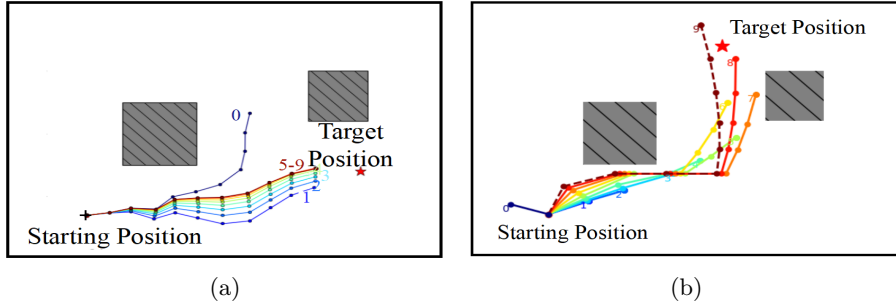 0
Target
Position
5-9
3
2
1
Starting Position
(a)
9
Target Position
8
7
3
2
1
0
Starting Position
(b)